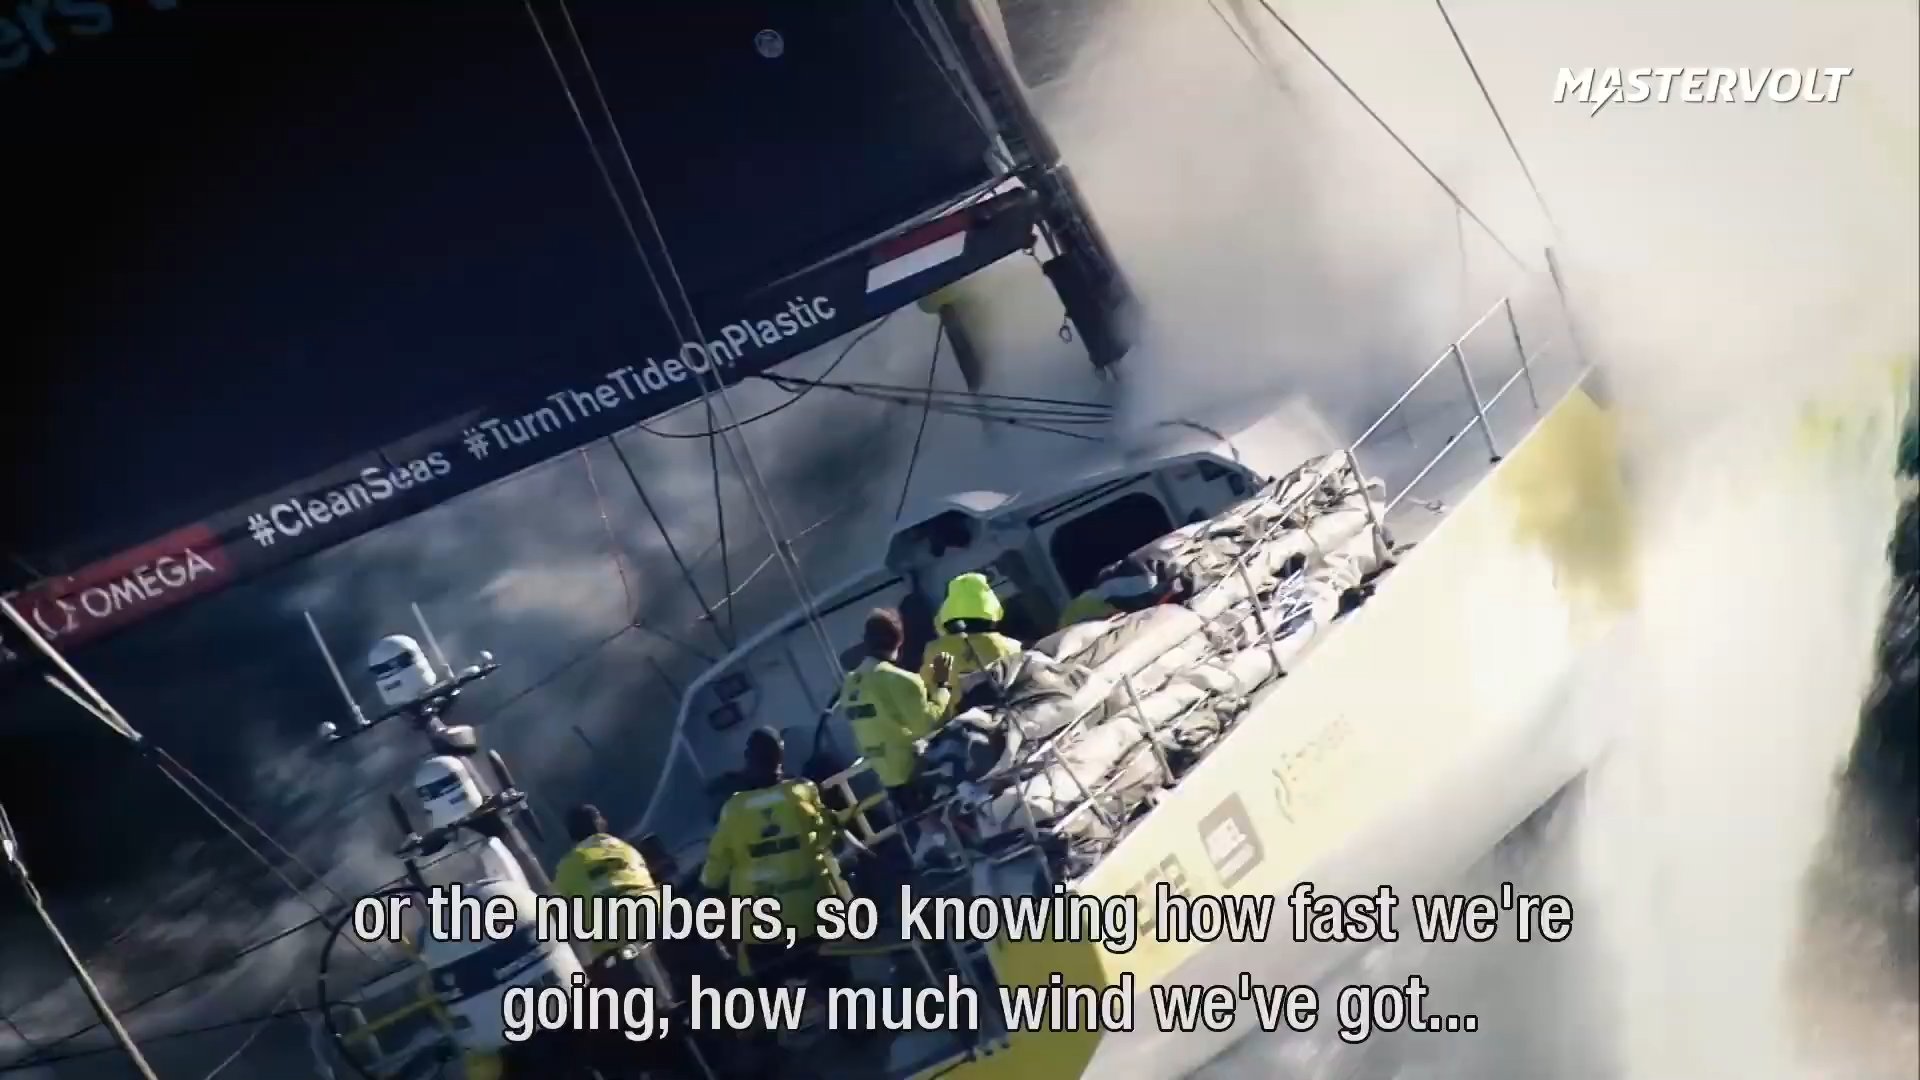 MASTERVOLT
#TurnTheTideOnPlastic
#CleanSeas
OMEGA
or the numbers, so knowing how fast we're
going, how much wind we've got...